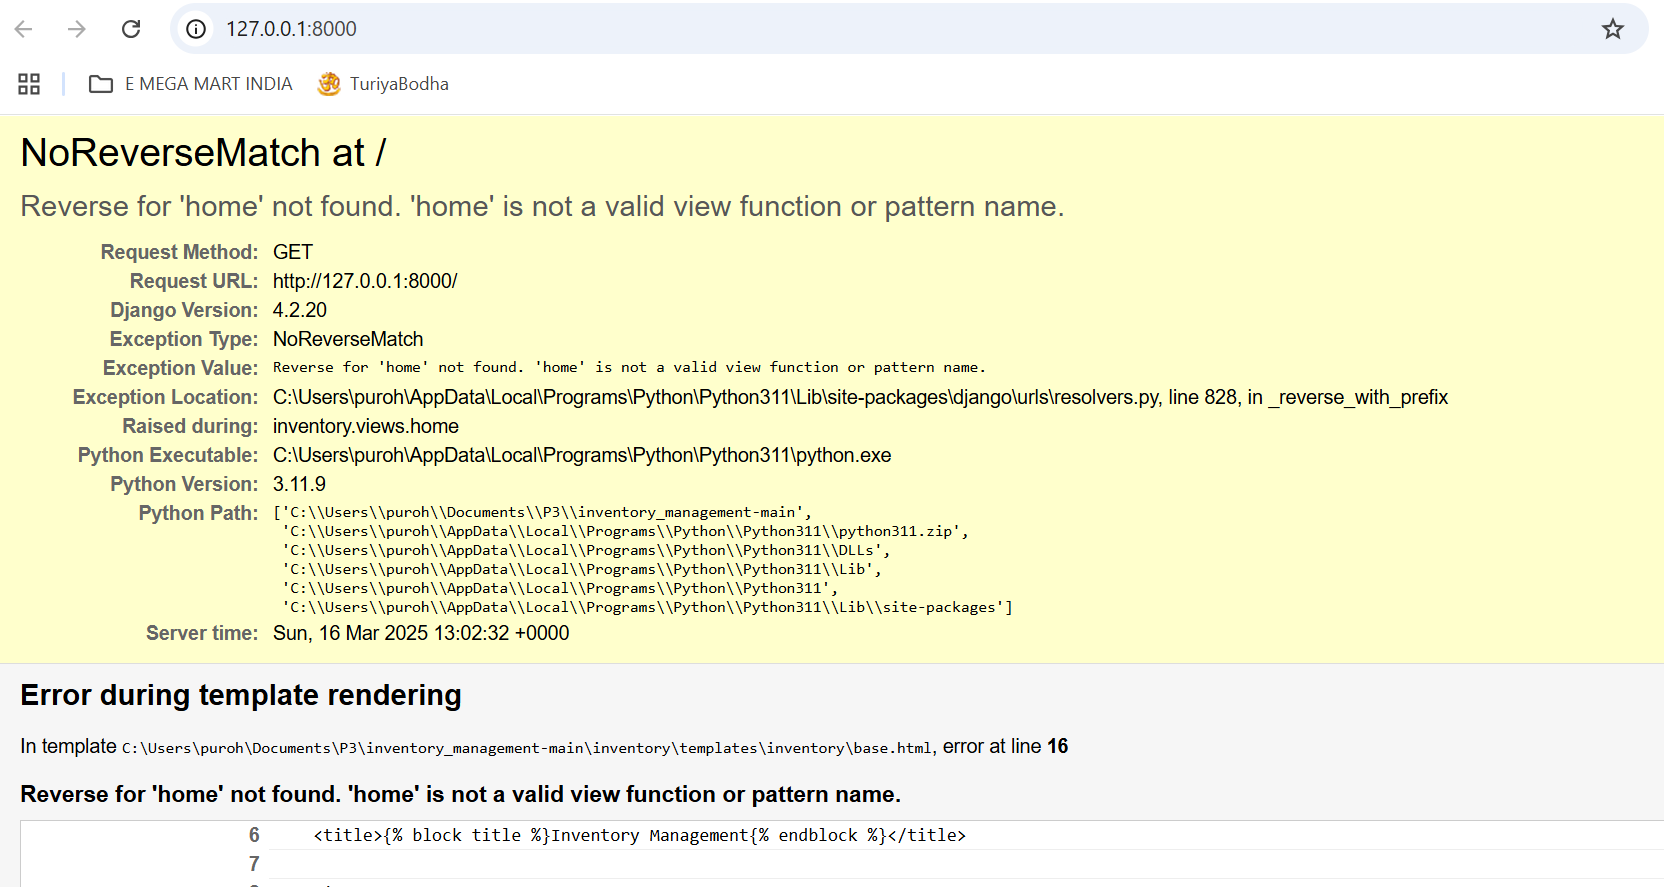 127.0.0.1:8000
E MEGA MART INDIA TuriyaBodha
NoReverseMatch at /
Reverse for 'home' not found. 'home' is not a valid view function or pattern name.
Request Method: GET
Request URL: http://127.0.0.1:8000/
Django Version: 4.2.20
Exception Type: NoReverseMatch
Exception Value: Reverse for 'home' not found. 'home' is not a valid view function or pattern name.
Exception Location: C:\Users\puroh\AppData\Local\Programs\Python\Python311\Lib\site-packages\django\urls\resolvers.py, line 828, in _reverse_with_prefix
Raised during: inventory.views.home
Python Executable: C:\Users\puroh\AppData\Local\Programs\Python\Python311\python.exe
Python Version: 3.11.9
Python Path: ['C:\\Users\\puroh\\Documents\\P3\\inventory_management-main',
'C:\\Users\\puroh\\AppData\\Local\\Programs\\Python\\Python311\\python311.zip',
'C:\\Users\\puroh\\AppData\\Local\\Programs\\Python\\Python311\\DLLs',
'C:\\Users\\puroh\\AppData\\Local\\Programs\\Python\\Python311\\Lib',
'C:\\Users\\puroh\\AppData\\Local\\Programs\\Python\\Python311',
'C:\\Users\\puroh\\AppData\\Local\\Programs\\Python\\Python311\\Lib\\site-packages']
Server time: Sun, 16 Mar 2025 13:02:32 +0000
Error during template rendering
In template C:\Users\puroh\Documents\P3\inventory_management-main\inventory\templates\inventory\base.html, error at line 16
Reverse for 'home' not found. 'home' is not a valid view function or pattern name.
6 <title>{% block title %}Inventory Management{% endblock %}</title>
7